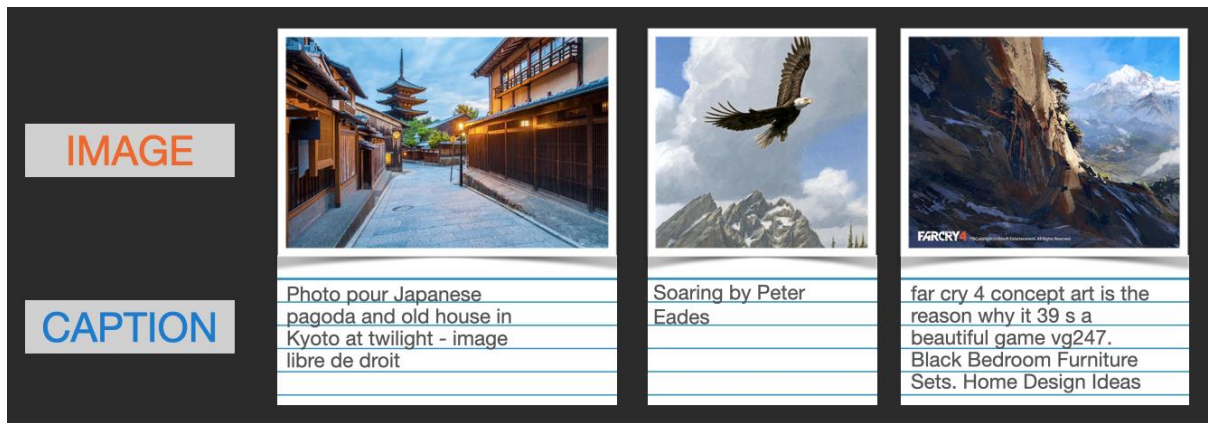 IMAGE
CAPTION
FARCRY4
Photo pour Japanese
pagoda and old house in
Kyoto at twilight - image
libre de droit
Soaring by Peter
Eades
far cry 4 concept art is the
reason why it 39 s a
beautiful game vg247.
Black Bedroom Furniture
Sets. Home Design Ideas